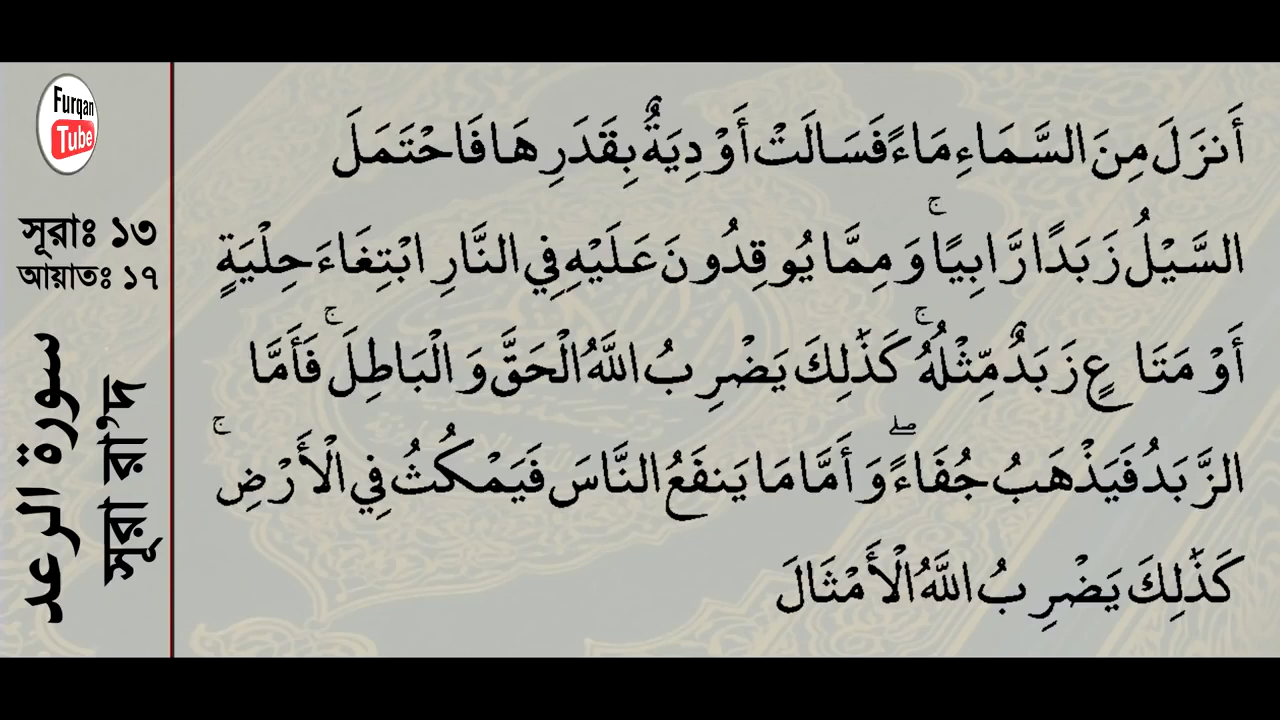 Furqan
Tube
সূরাঃ ১৩
আয়াতঃ ১৭
سورة الرعد
সূরা রা’দ
أَنزَلَ مِنَ السَّمَاءِ مَاءً فَسَالَتْ أَوْدِيَةٌ بِقَدَرِهَا فَاحْتَمَلَ
السَّيْلُ زَبَدًا رَّابِيًا ۚ وَمِمَّا يُوقِدُونَ عَلَيْهِ فِي النَّارِ ابْتِغَاءَ حِلْيَةٍ
أَوْ مَتَاعٍ زَبَدٌ مِّثْلُهُ ۚ كَذَٰلِكَ يَضْرِبُ اللَّهُ الْحَقَّ وَالْبَاطِلَ ۚ فَأَمَّا
الزَّبَدُ فَيَذْهَبُ جُفَاءً ۖ وَأَمَّا مَا يَنفَعُ النَّاسَ فَيَمْكُثُ فِي الْأَرْضِ ۚ
كَذَٰلِكَ يَضْرِبُ اللَّهُ الْأَمْثَالَ